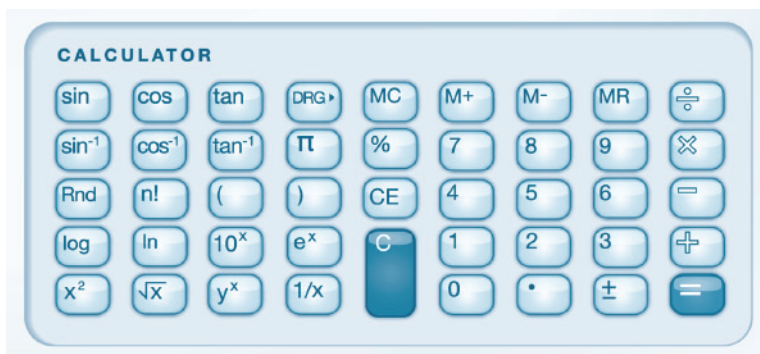 CALCULATOR
sin cos tan DRG▸ MC M+ M- MR ÷
sin⁻¹ cos⁻¹ tan⁻¹ π % 7 8 9 ×
Rnd n! ( ) CE 4 5 6 −
log ln 10ˣ eˣ C 1 2 3 +
x² √x yˣ 1/x 0 • ± =